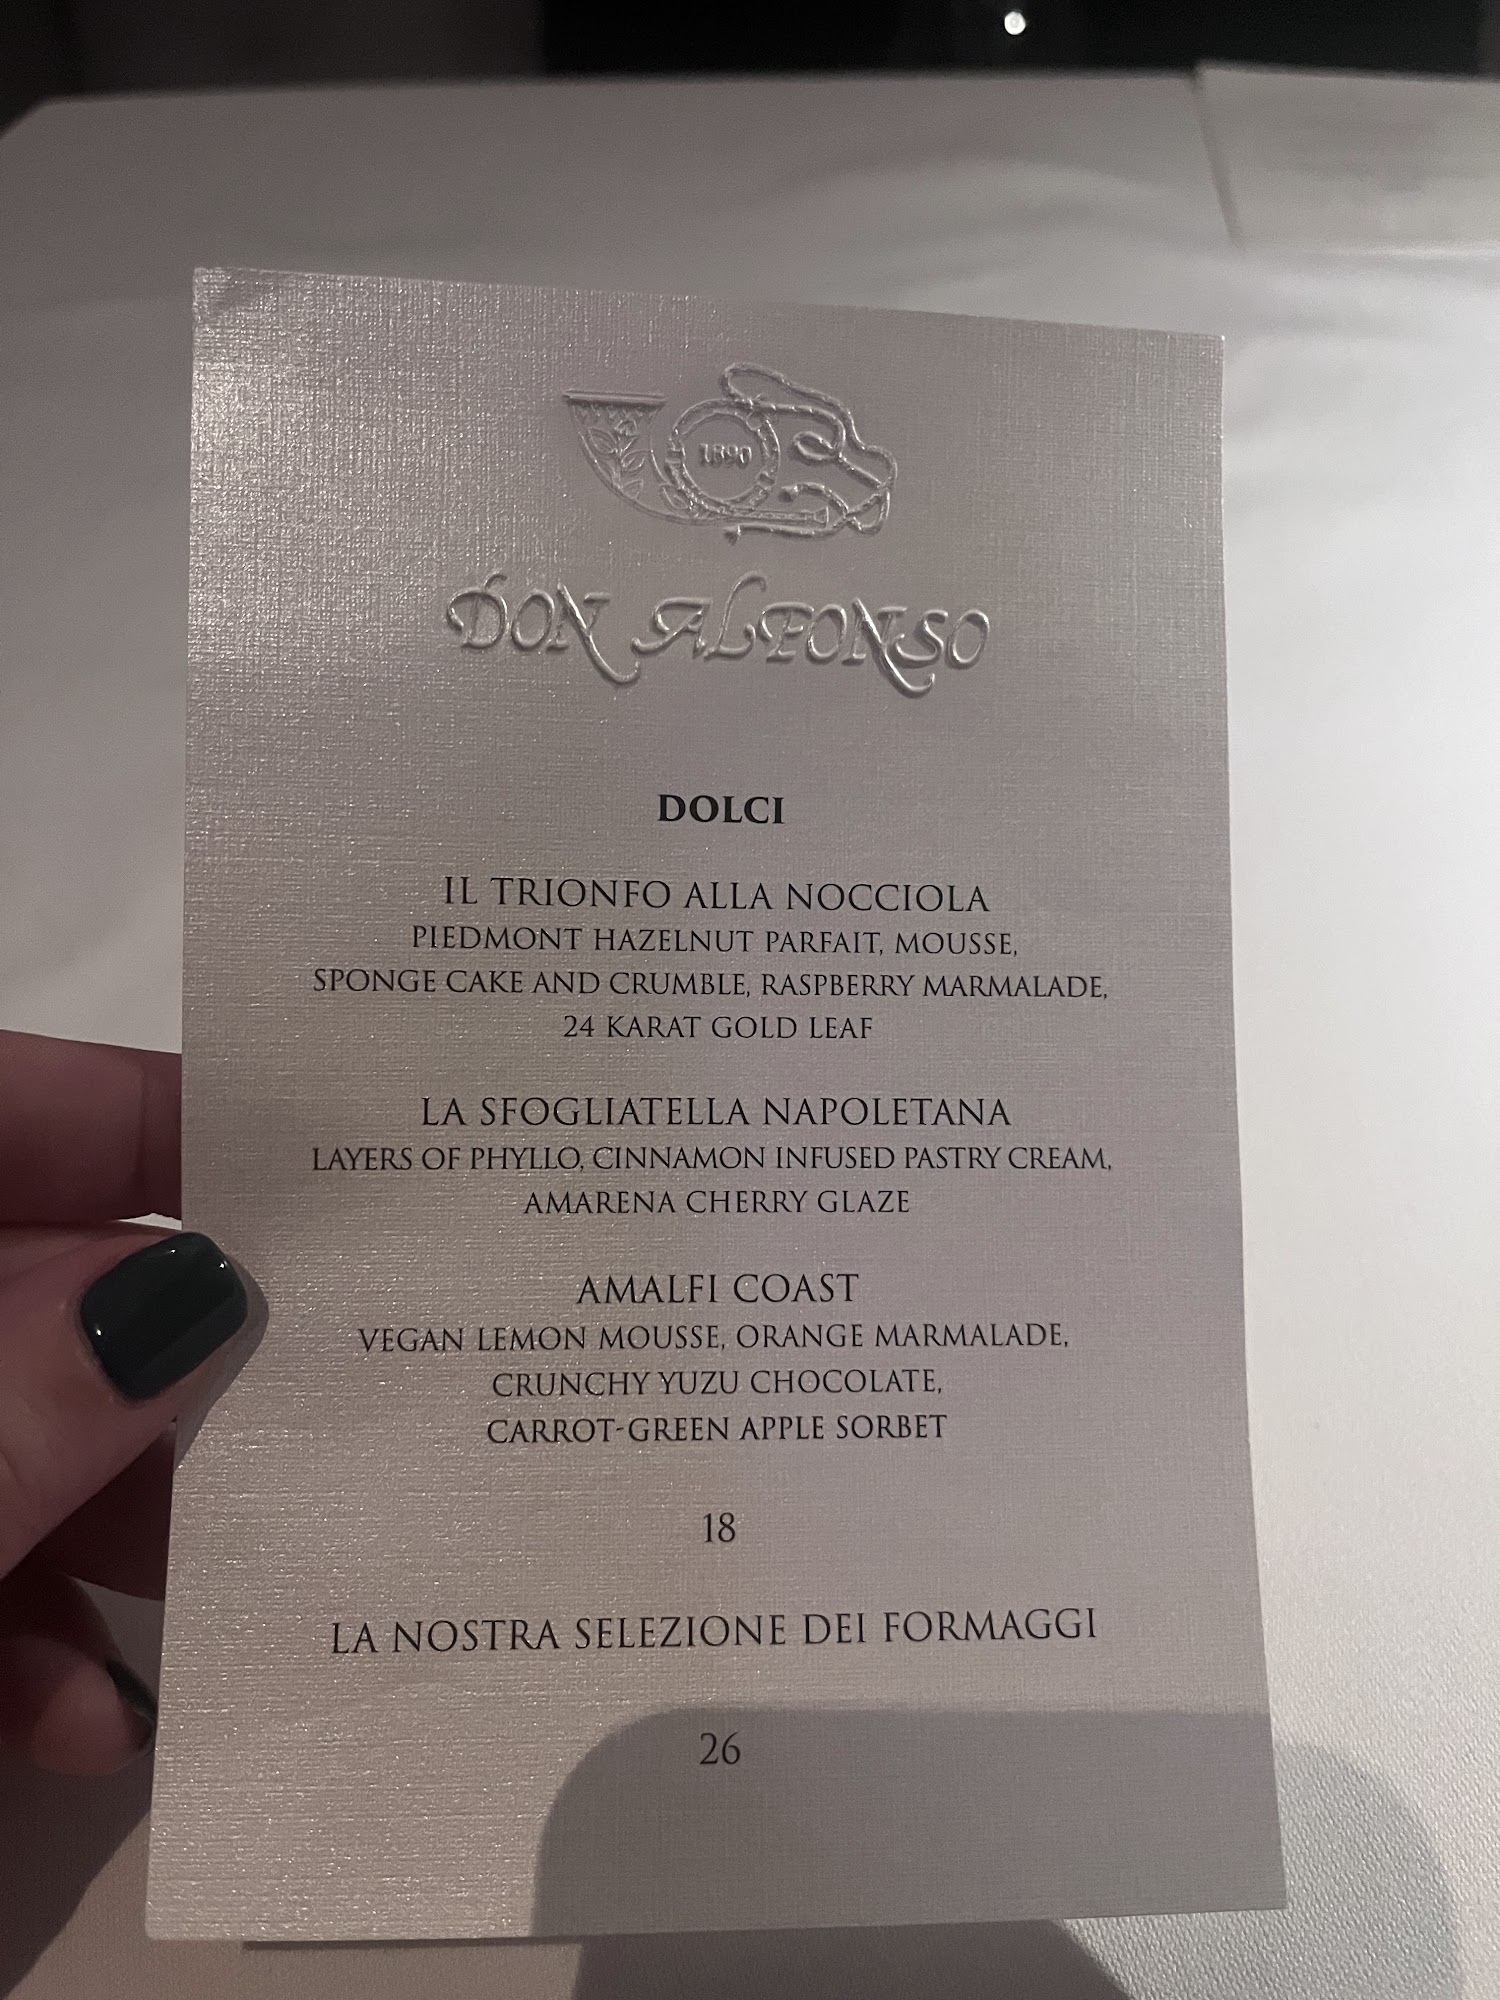 1890
DON ALFONSO
DOLCI
IL TRIONFO ALLA NOCCIOLA
PIEDMONT HAZELNUT PARFAIT, MOUSSE,
SPONGE CAKE AND CRUMBLE, RASPBERRY MARMALADE,
24 KARAT GOLD LEAF
LA SFOGLIATELLA NAPOLETANA
LAYERS OF PHYLLO, CINNAMON INFUSED PASTRY CREAM,
AMARENA CHERRY GLAZE
AMALFI COAST
VEGAN LEMON MOUSSE, ORANGE MARMALADE,
CRUNCHY YUZU CHOCOLATE,
CARROT-GREEN APPLE SORBET
18
LA NOSTRA SELEZIONE DEI FORMAGGI
26